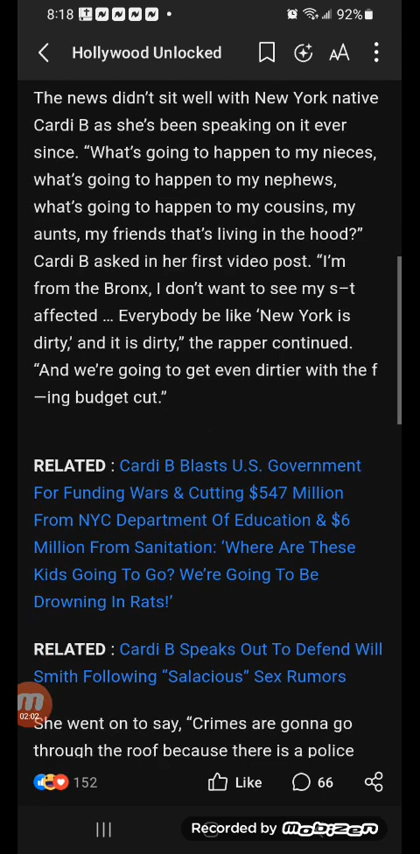 8:18 92%
Hollywood Unlocked AA
The news didn’t sit well with New York native
Cardi B as she’s been speaking on it ever
since. “What’s going to happen to my nieces,
what’s going to happen to my nephews,
what’s going to happen to my cousins, my
aunts, my friends that’s living in the hood?”
Cardi B asked in her first video post. “I’m
from the Bronx, I don’t want to see my s–t
affected … Everybody be like ‘New York is
dirty,’ and it is dirty,” the rapper continued.
“And we’re going to get even dirtier with the f
—ing budget cut.”
RELATED : Cardi B Blasts U.S. Government
For Funding Wars & Cutting $547 Million
From NYC Department Of Education & $6
Million From Sanitation: ‘Where Are These
Kids Going To Go? We’re Going To Be
Drowning In Rats!’
RELATED : Cardi B Speaks Out To Defend Will
Smith Following “Salacious” Sex Rumors
02:02
She went on to say, “Crimes are gonna go
through the roof because there is a police
152 Like 66
Recorded by mobizen